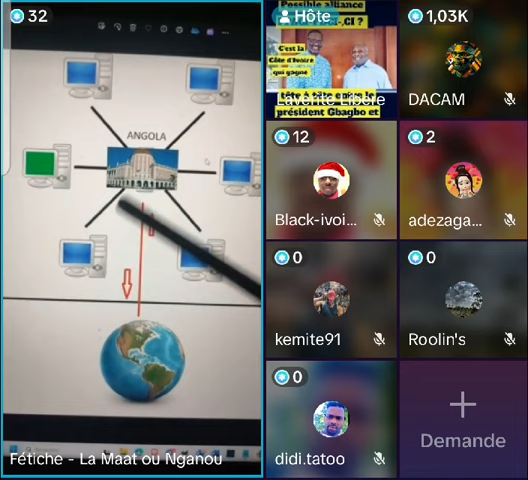 32
ANGOLA
Fétiche - La Maat ou Nganou
Hôte
Possible alliance
-.CI ?
C'est la
Côte d'Ivoire
qui gagné
Laverité Libère
tête à tête entre le
président Gbagbo et
1,03K
DACAM
12
Black-ivoi...
2
adezaga...
0
kemite91
0
Roolin's
0
didi.tatoo
+
Demande